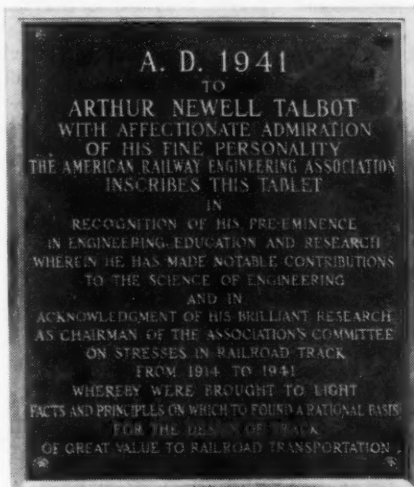 A. D. 1941
TO
ARTHUR NEWELL TALBOT
WITH AFFECTIONATE ADMIRATION
OF HIS FINE PERSONALITY
THE AMERICAN RAILWAY ENGINEERING ASSOCIATION
INSCRIBES THIS TABLET
IN
RECOGNITION OF HIS PRE-EMINENCE
IN ENGINEERING EDUCATION AND RESEARCH
WHEREIN HE HAS MADE NOTABLE CONTRIBUTIONS
TO THE SCIENCE OF ENGINEERING
AND IN
ACKNOWLEDGMENT OF HIS BRILLIANT RESEARCH
AS CHAIRMAN OF THE ASSOCIATION'S COMMITTEE
ON STRESSES IN RAILROAD TRACK
FROM 1914 TO 1941
WHEREBY WERE BROUGHT TO LIGHT
FACTS AND PRINCIPLES ON WHICH TO FOUND A RATIONAL BASIS
FOR THE DESIGN OF TRACK
OF GREAT VALUE TO RAILROAD TRANSPORTATION